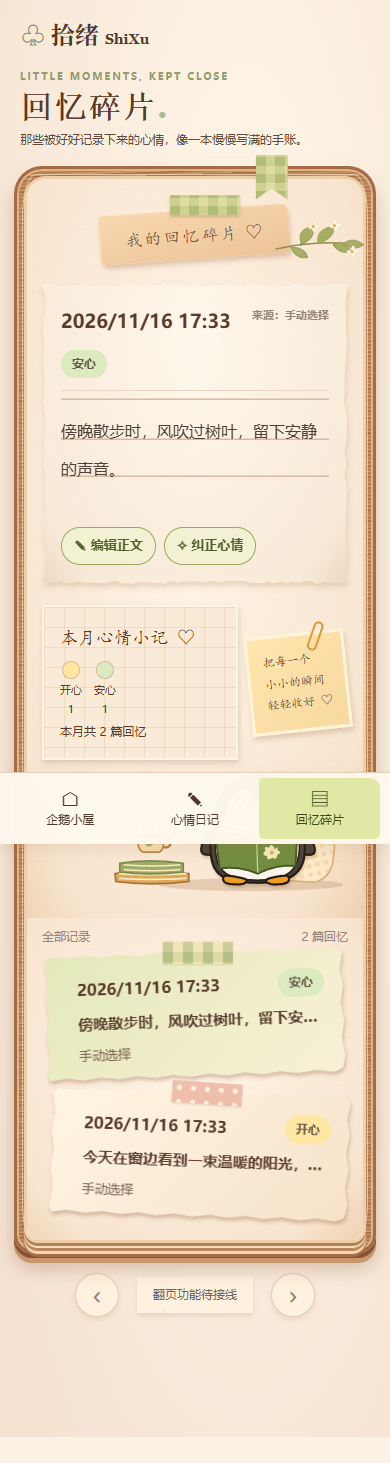 拾绪 ShiXu
LITTLE MOMENTS, KEPT CLOSE
回忆碎片。
那些被好好记录下来的心情，像一本慢慢写满的手账。
我的回忆碎片 ♡
2026/11/16 17:33
来源：手动选择
安心
傍晚散步时，风吹过树叶，留下安静
的声音。
✎ 编辑正文
✧ 纠正心情
本月心情小记 ♡
开心 安心
1 1
本月共 2 篇回忆
把每一个
小小的瞬间
轻轻收好 ♡
企鹅小屋
心情日记
回忆碎片
全部记录
2 篇回忆
2026/11/16 17:33
安心
傍晚散步时，风吹过树叶，留下安...
手动选择
2026/11/16 17:33
开心
今天在窗边看到一束温暖的阳光，...
手动选择
‹
翻页功能待接线
›